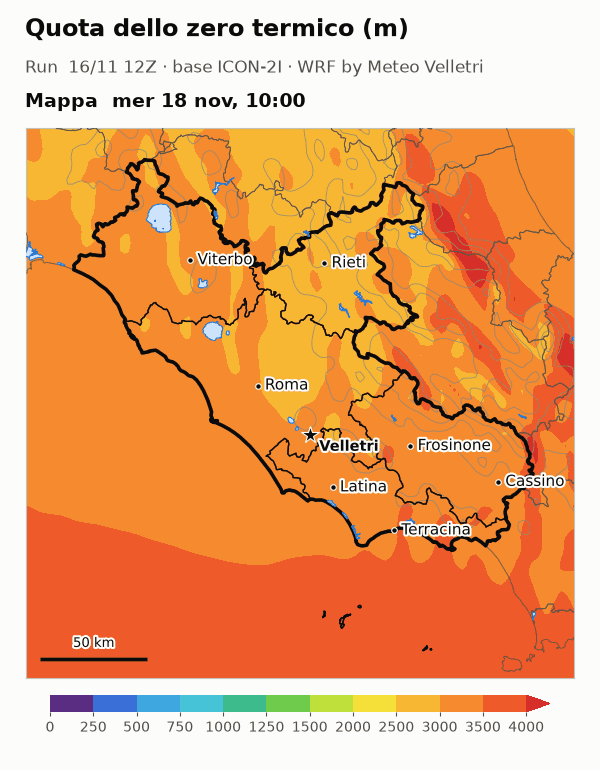 Quota dello zero termico (m)
Run  16/11 12Z · base ICON-2I · WRF by Meteo Velletri
Mappa  mer 18 nov, 10:00
Viterbo
Rieti
Roma
Velletri
Frosinone
Cassino
Latina
Terracina
50 km
0 250 500 750 1000 1250 1500 2000 2500 3000 3500 4000